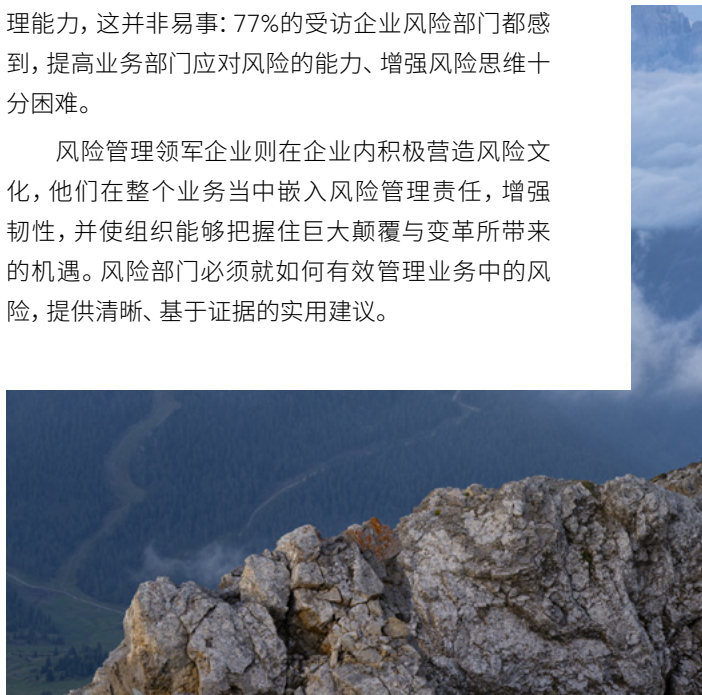 理能力，这并非易事：77%的受访企业风险部门都感
到，提高业务部门应对风险的能力、增强风险思维十
分困难。
风险管理领军企业则在企业内积极营造风险文
化，他们在整个业务当中嵌入风险管理责任，增强
韧性，并使组织能够把握住巨大颠覆与变革所带来
的机遇。风险部门必须就如何有效管理业务中的风
险，提供清晰、基于证据的实用建议。